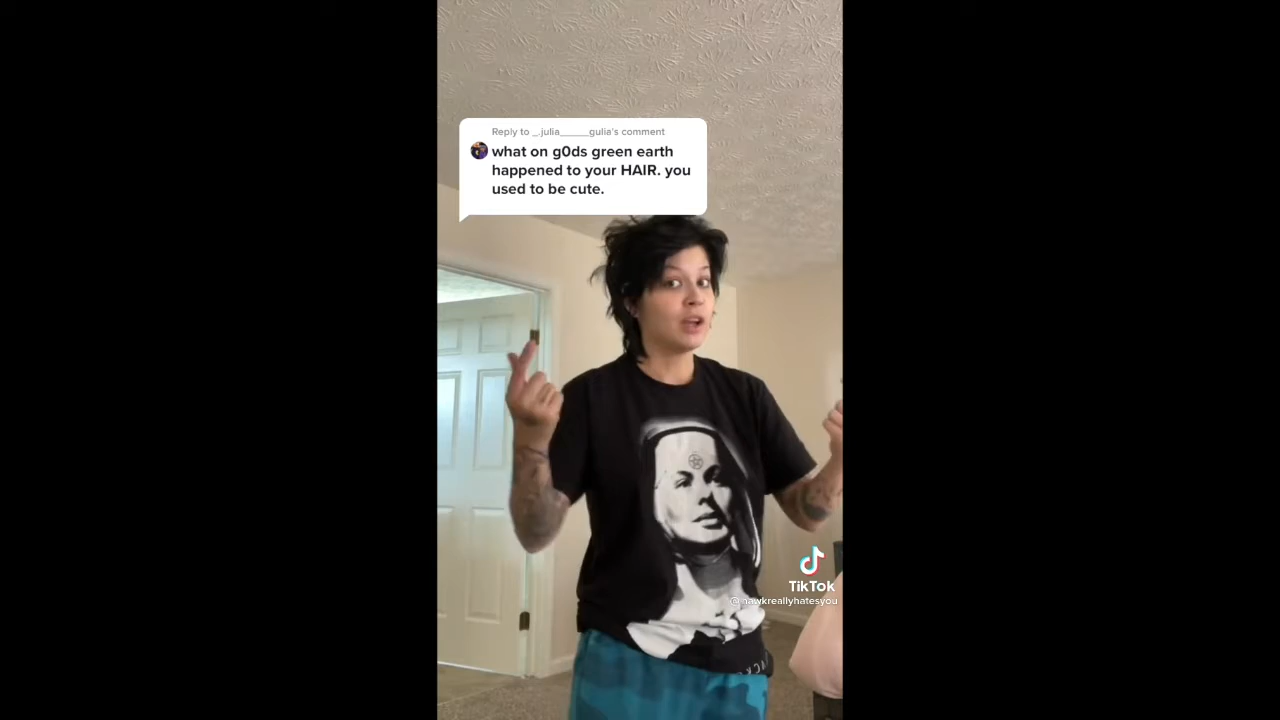 Reply to _.julia_____gulia's comment
what on g0ds green earth
happened to your HAIR. you
used to be cute.
TikTok
@hawkreallyhatesyou